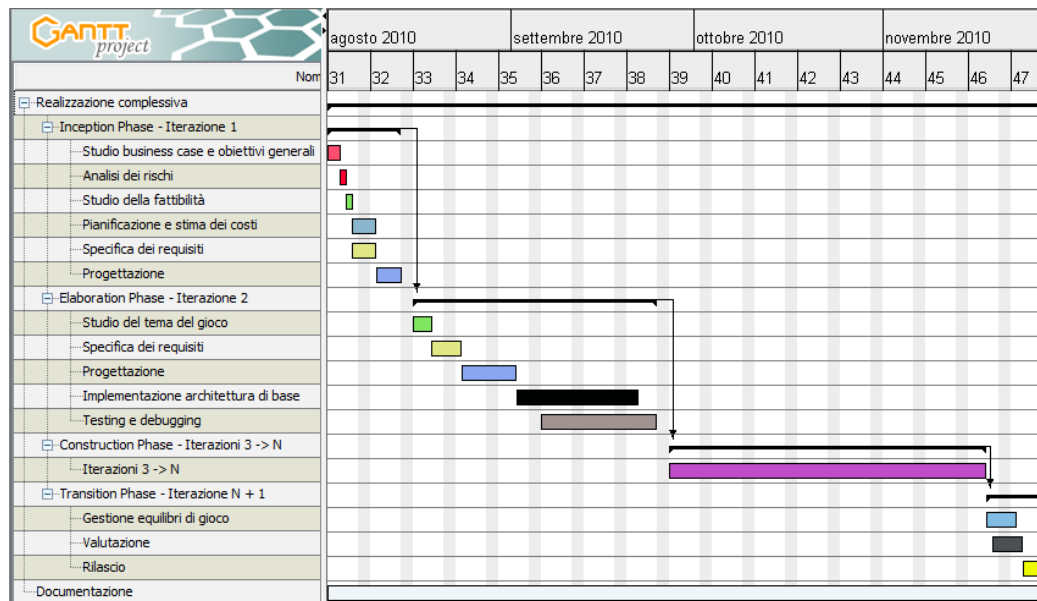 GANTT
project
agosto 2010 settembre 2010 ottobre 2010 novembre 2010
Nom 31 32 33 34 35 36 37 38 39 40 41 42 43 44 45 46 47
Realizzazione complessiva
Inception Phase - Iterazione 1
Studio business case e obiettivi generali
Analisi dei rischi
Studio della fattibilità
Pianificazione e stima dei costi
Specifica dei requisiti
Progettazione
Elaboration Phase - Iterazione 2
Studio del tema del gioco
Specifica dei requisiti
Progettazione
Implementazione architettura di base
Testing e debugging
Construction Phase - Iterazioni 3 -> N
Iterazioni 3 -> N
Transition Phase - Iterazione N + 1
Gestione equilibri di gioco
Valutazione
Rilascio
Documentazione